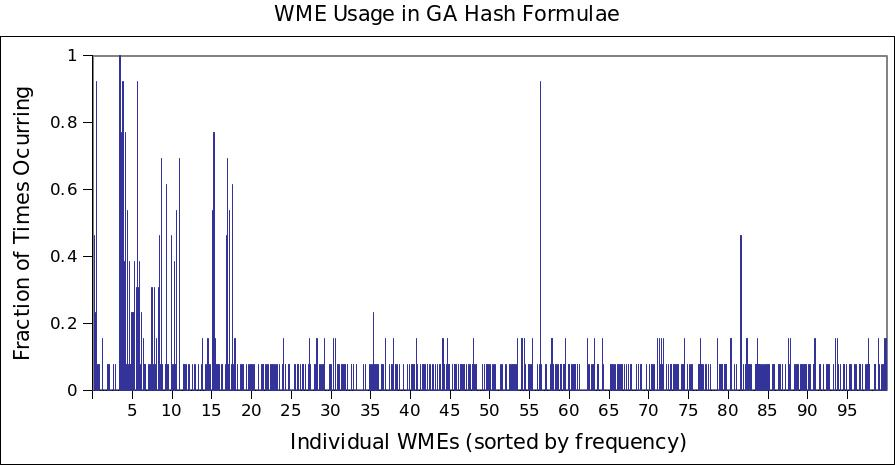 WME Usage in GA Hash Formulae
Fraction of Times Ocurring
1
0.8
0.6
0.4
0.2
0
5 10 15 20 25 30 35 40 45 50 55 60 65 70 75 80 85 90 95
Individual WMEs (sorted by frequency)